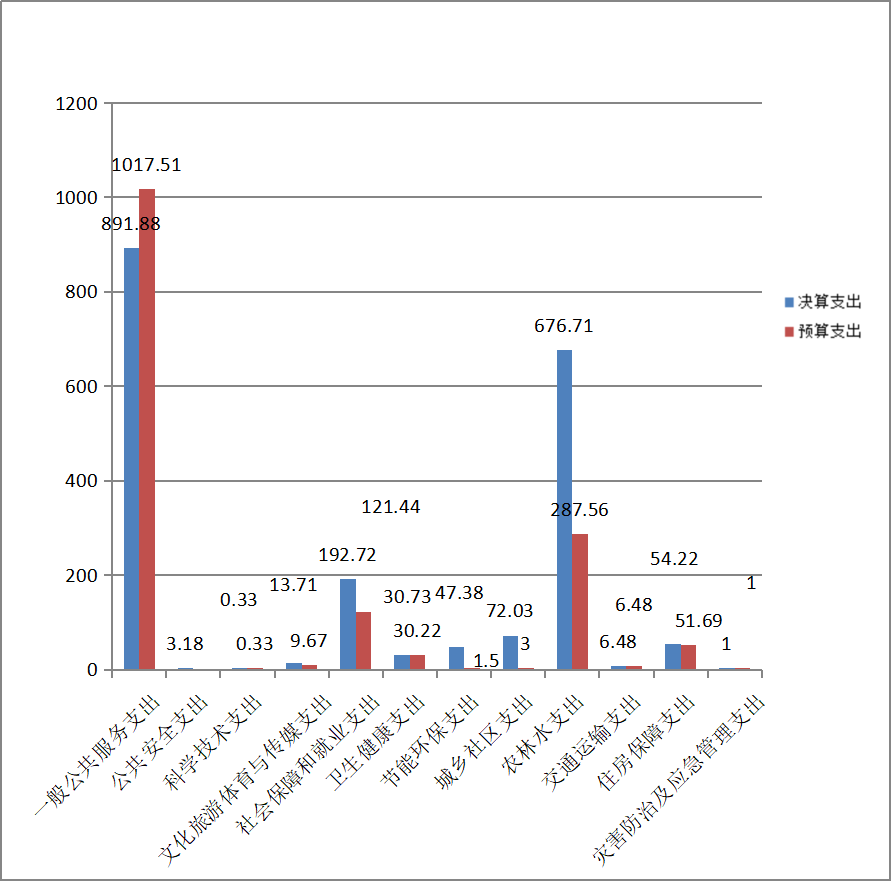 1200
1000
800
600
400
200
0
1017.51
891.88
3.18
0.33
0.33
13.71
9.67
192.72
121.44
30.73
30.22
47.38
1.5
72.03
3
676.71
287.56
6.48
6.48
54.22
51.69
1
1
决算支出
预算支出
一般公共服务支出
公共安全支出
科学技术支出
文化旅游体育与传媒支出
社会保障和就业支出
卫生健康支出
节能环保支出
城乡社区支出
农林水支出
交通运输支出
住房保障支出
灾害防治及应急管理支出